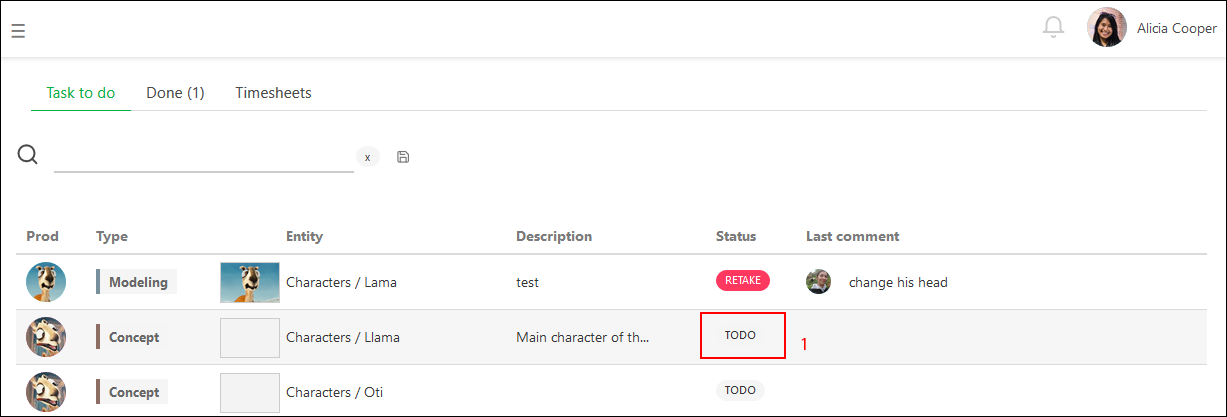 Alicia Cooper
Task to do Done (1) Timesheets
x
Prod Type Entity Description Status Last comment
Modeling Characters / Lama test RETAKE change his head
Concept Characters / Llama Main character of th... TODO 1
Concept Characters / Oti TODO